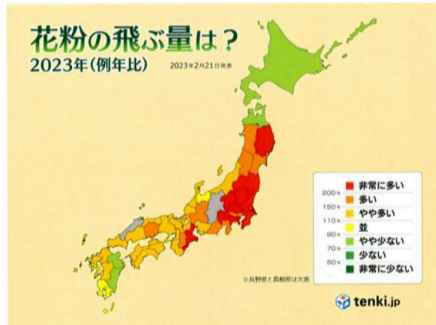 花粉の飛ぶ量は？
2023年(例年比)
2023年2月21日発表
非常に多い
200%
多い
150%
やや多い
110%
並
90%
やや少ない
70%
少ない
50%
非常に少ない
※長野県と島根県は欠測
tenki.jp